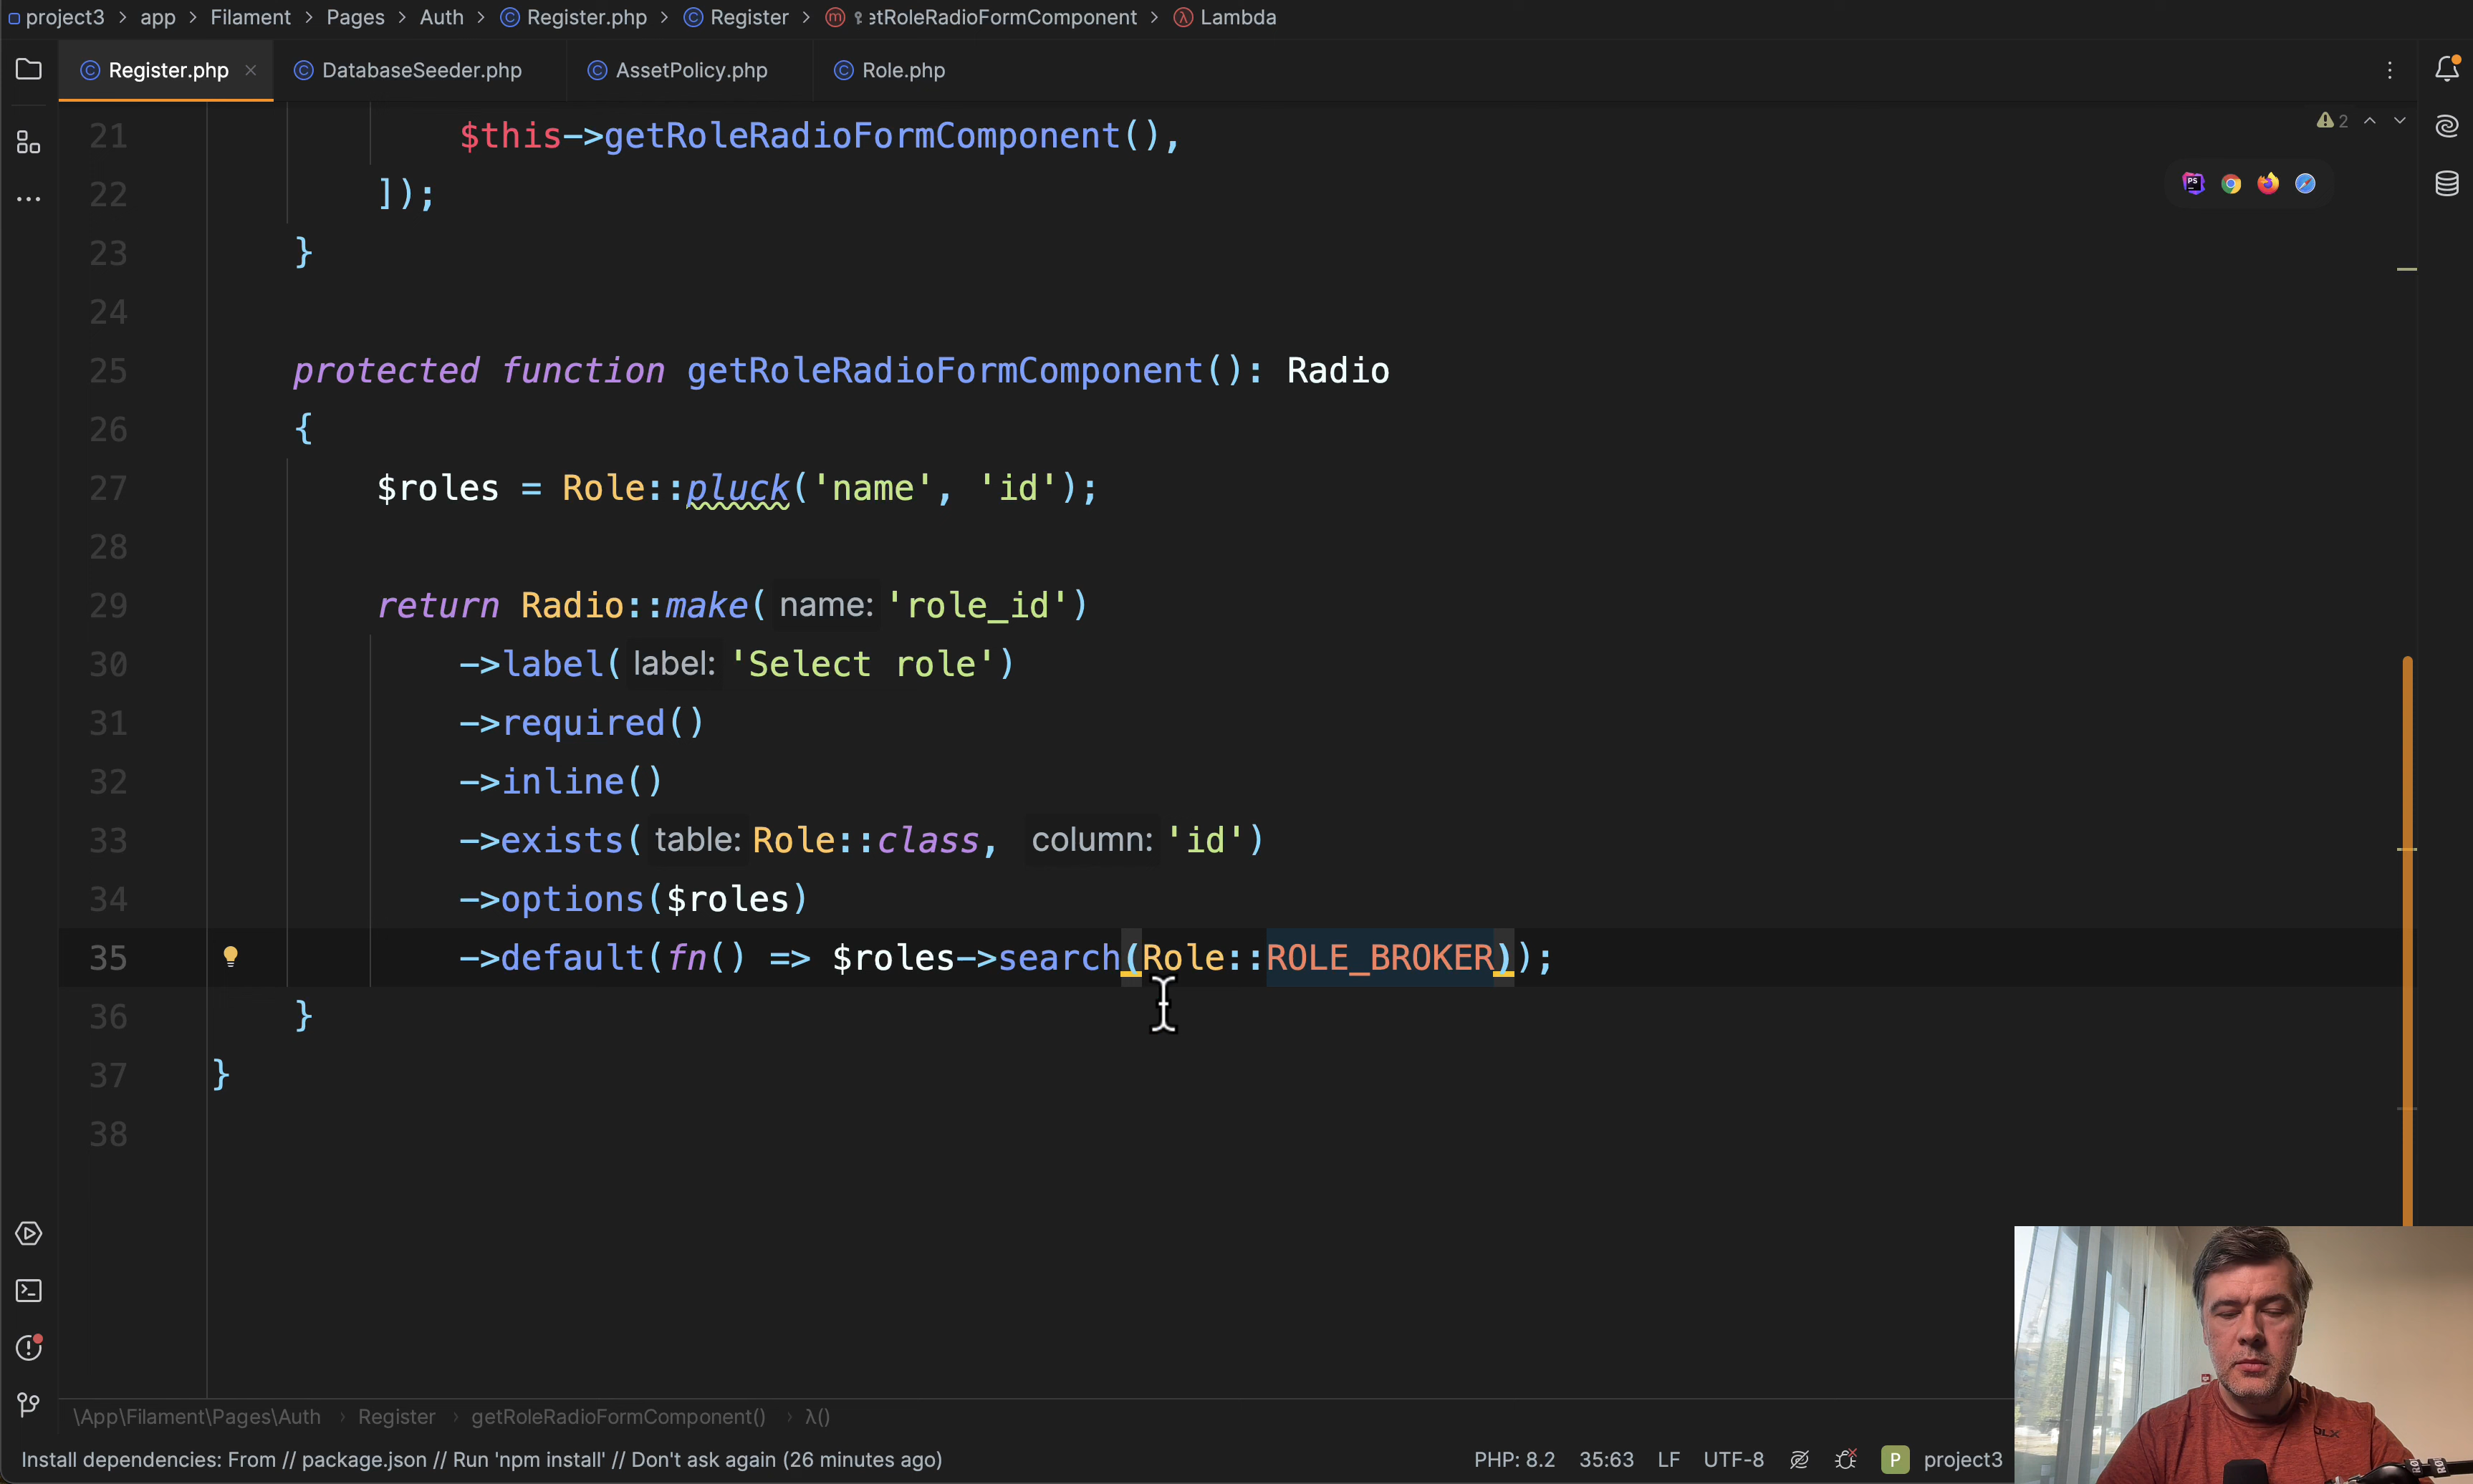 project3 > app > Filament > Pages > Auth > Register.php > Register > etRoleRadioFormComponent > Lambda
Register.php DatabaseSeeder.php AssetPolicy.php Role.php
2
21 $this->getRoleRadioFormComponent(),
22 ]);
23 }
24
25 protected function getRoleRadioFormComponent(): Radio
26 {
27 $roles = Role::pluck('name', 'id');
28
29 return Radio::make( name: 'role_id')
30 ->label( label: 'Select role')
31 ->required()
32 ->inline()
33 ->exists( table: Role::class, column: 'id')
34 ->options($roles)
35 ->default(fn() => $roles->search(Role::ROLE_BROKER));
36 }
37 }
38
\App\Filament\Pages\Auth > Register > getRoleRadioFormComponent() > λ()
Install dependencies: From // package.json // Run 'npm install' // Don't ask again (26 minutes ago) PHP: 8.2 35:63 LF UTF-8 P project3